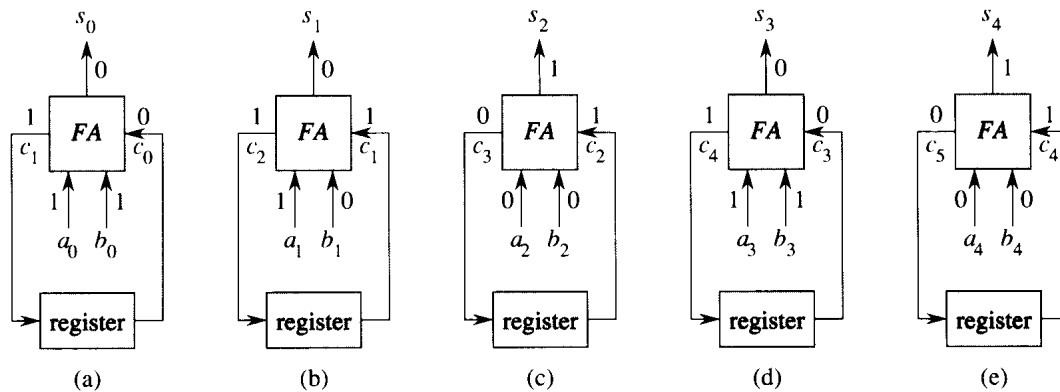 s0 s1 s2 s3 s4
0 0 1 0 1
1 0 1 1 0 1 1 0 0 1
FA FA FA FA FA
c1 c0 c2 c1 c3 c2 c4 c3 c5 c4
1 1 1 0 0 0 1 1 0 0
a0 b0 a1 b1 a2 b2 a3 b3 a4 b4
register register register register register
(a) (b) (c) (d) (e)